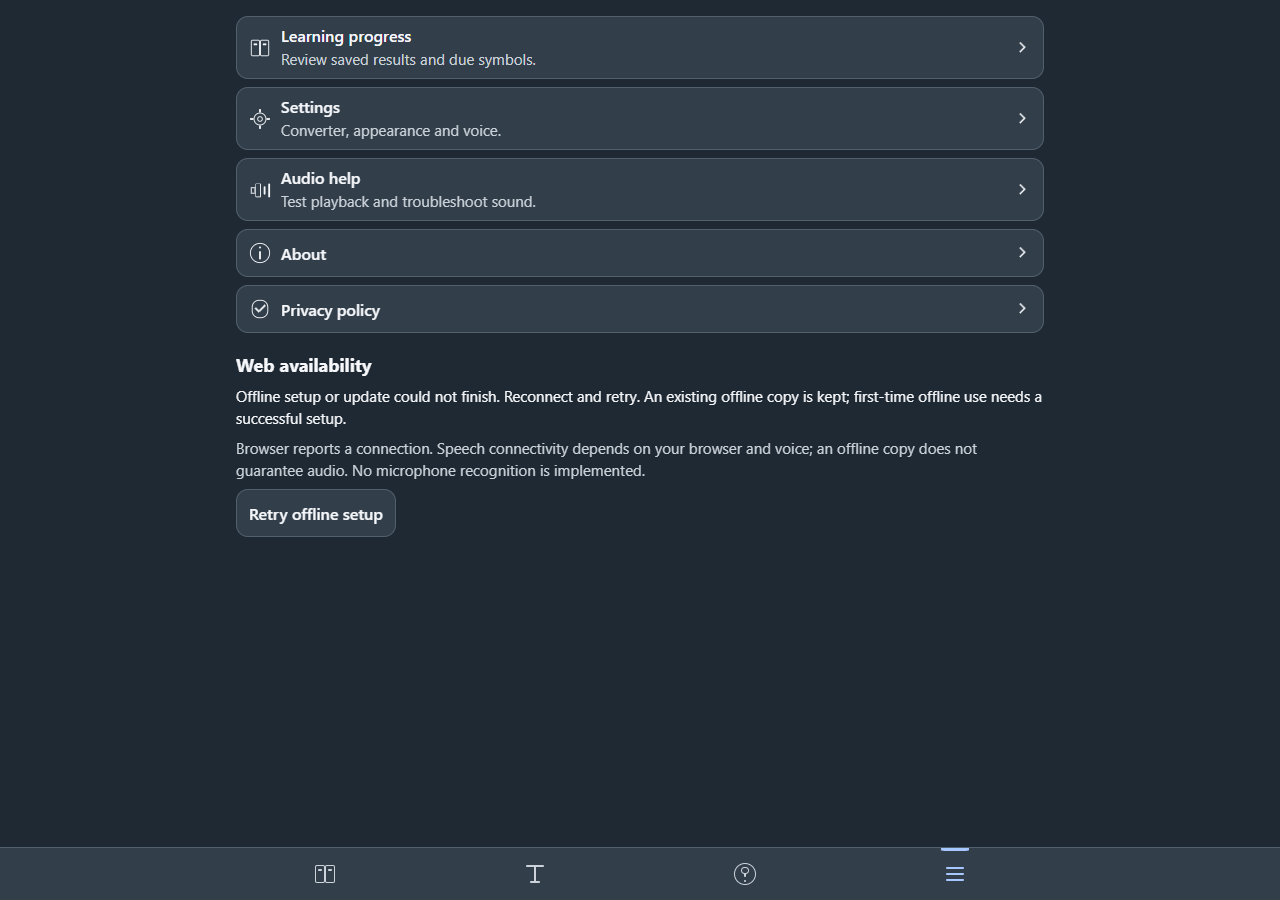 Learning progress
Review saved results and due symbols.
Settings
Converter, appearance and voice.
Audio help
Test playback and troubleshoot sound.
About
Privacy policy
Web availability
Offline setup or update could not finish. Reconnect and retry. An existing offline copy is kept; first-time offline use needs a
successful setup.
Browser reports a connection. Speech connectivity depends on your browser and voice; an offline copy does not
guarantee audio. No microphone recognition is implemented.
Retry offline setup